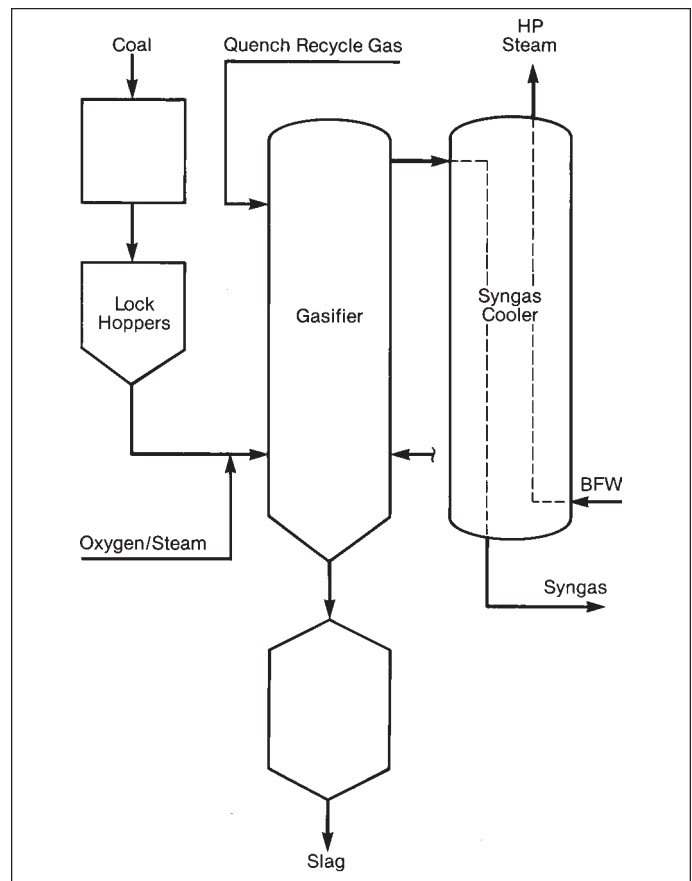 HP
Steam
Coal
Quench Recycle Gas
Lock
Hoppers
Gasifier
Syngas
Cooler
BFW
Oxygen/Steam
Syngas
Slag